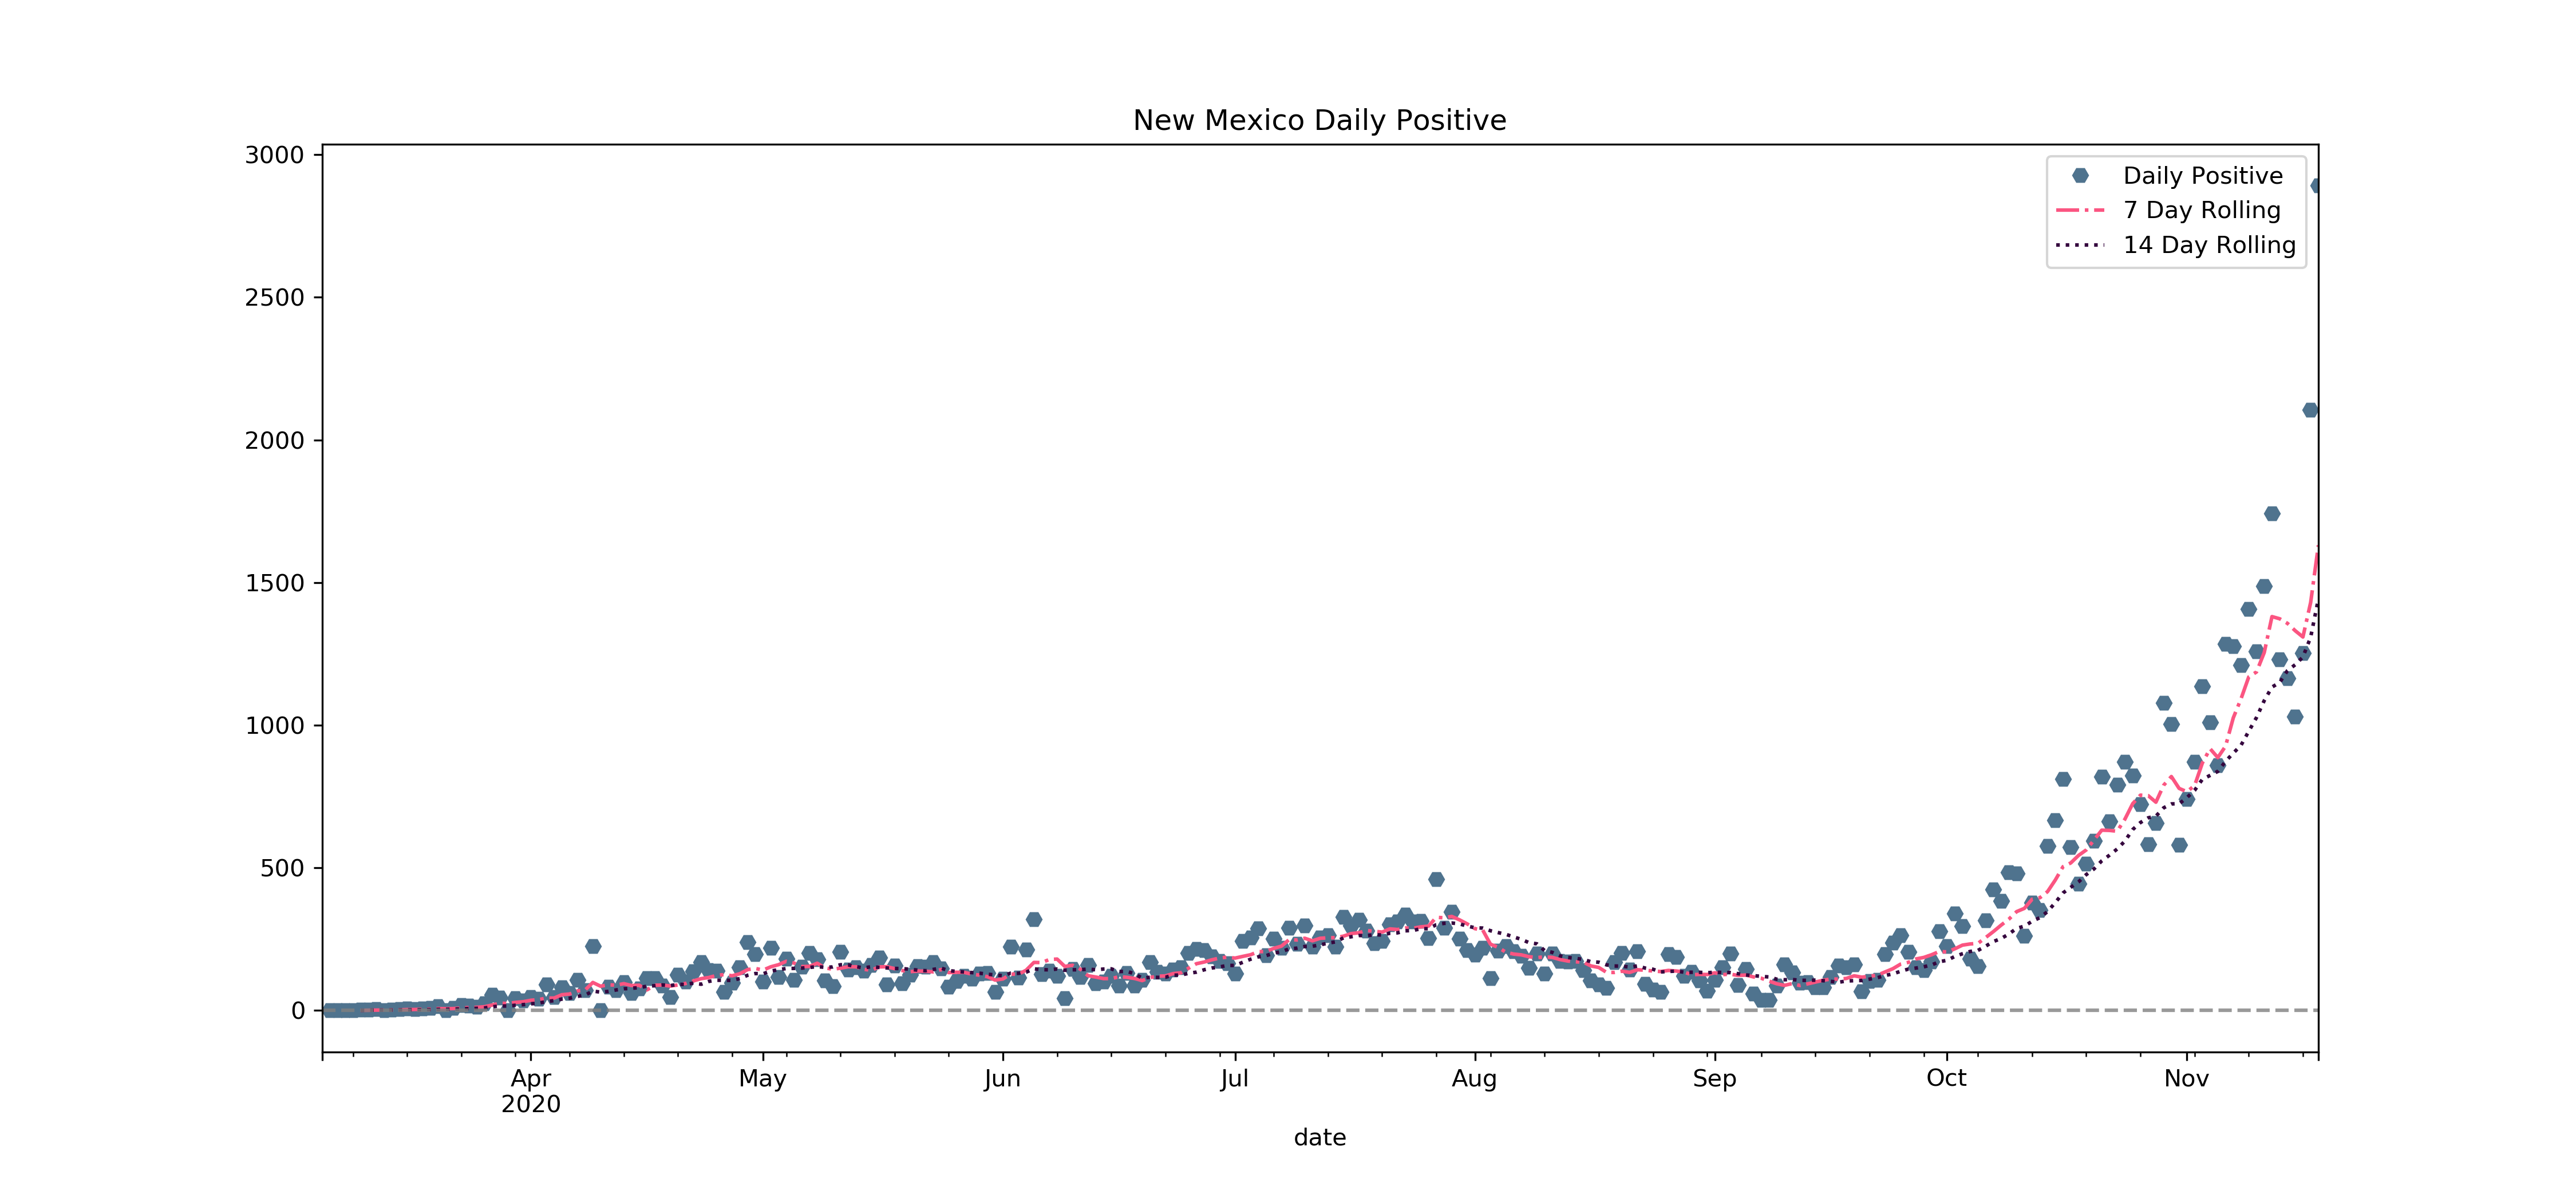 New Mexico Daily Positive
3000
2500
2000
1500
1000
500
0
Daily Positive
7 Day Rolling
14 Day Rolling
Apr May Jun Jul Aug Sep Oct Nov
2020
date